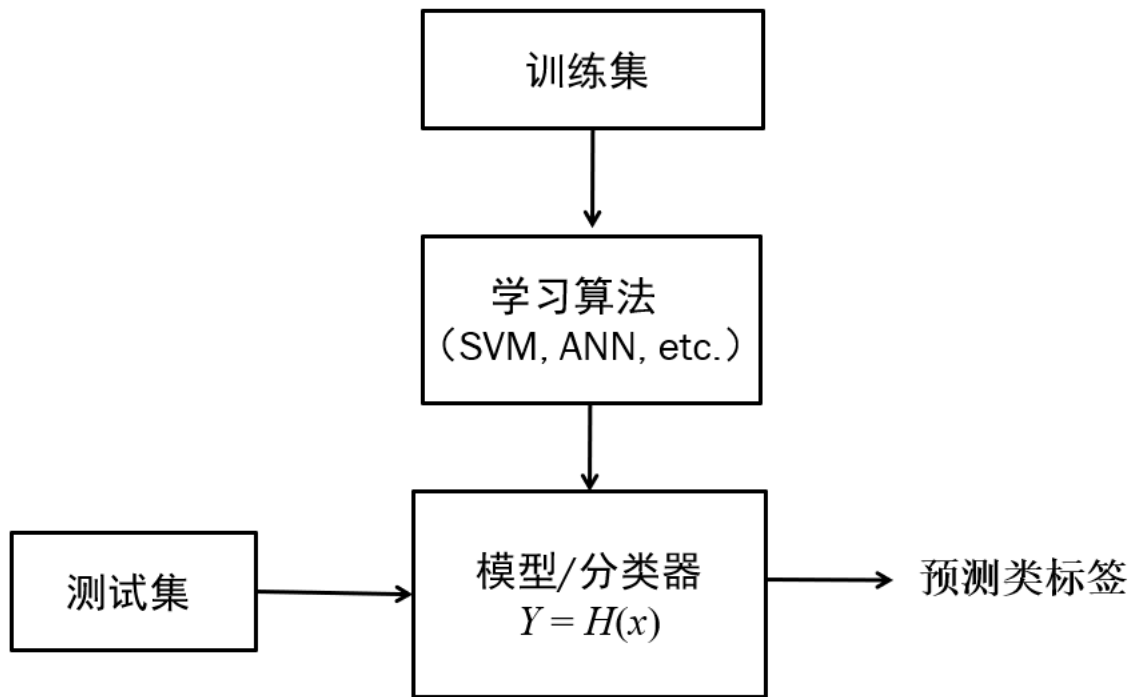 训练集
学习算法
（SVM, ANN, etc.）
模型/分类器
Y = H(x)
测试集
预测类标签